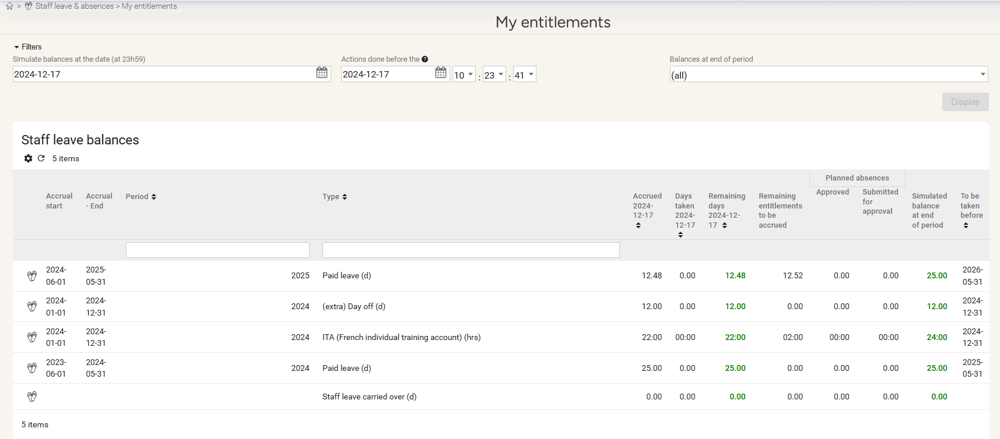 > Staff leave & absences > My entitlements
My entitlements
Filters
Simulate balances at the date (at 23h59)
Actions done before the
Balances at end of period
2024-12-17
2024-12-17
10 : 23 : 41
(all)
Display
Staff leave balances
5 items
Planned absences
Accrual start
Accrual - End
Period
Type
Accrued 2024-12-17
Days taken 2024-12-17
Remaining days 2024-12-17
Remaining entitlements to be accrued
Approved
Submitted for approval
Simulated balance at end of period
To be taken before
2024-06-01 2025-05-31 2025 Paid leave (d) 12.48 0.00 12.48 12.52 0.00 0.00 25.00 2026-05-31
2024-01-01 2024-12-31 2024 (extra) Day off (d) 12.00 0.00 12.00 0.00 0.00 0.00 12.00 2024-12-31
2024-01-01 2024-12-31 2024 ITA (French individual training account) (hrs) 22:00 00:00 22:00 02:00 00:00 00:00 24:00 2024-12-31
2023-06-01 2024-05-31 2024 Paid leave (d) 25.00 0.00 25.00 0.00 0.00 0.00 25.00 2025-05-31
Staff leave carried over (d) 0.00 0.00 0.00 0.00 0.00 0.00 0.00
5 items